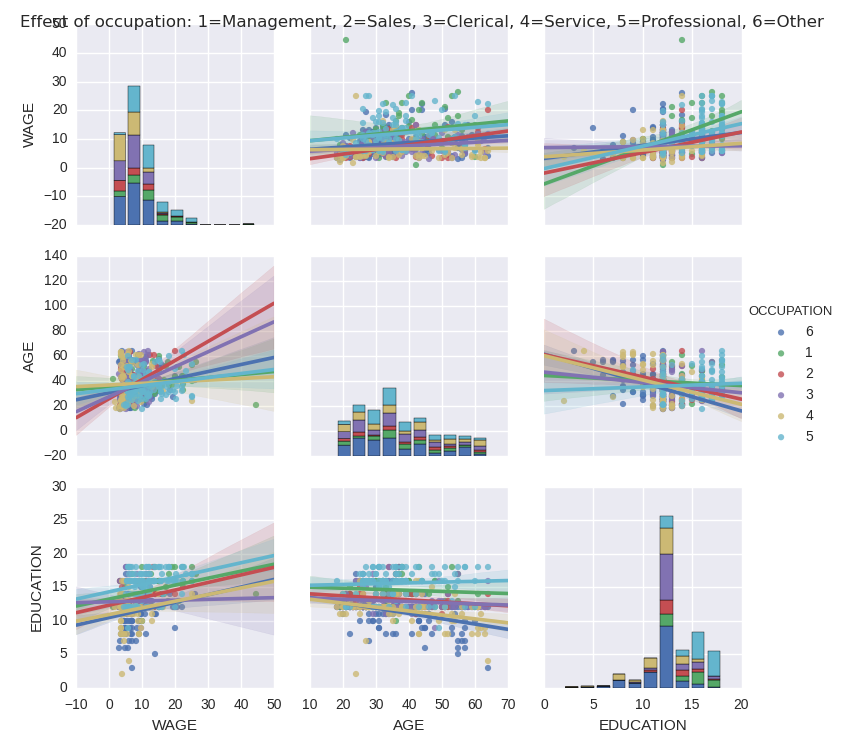 Effect of occupation: 1=Management, 2=Sales, 3=Clerical, 4=Service, 5=Professional, 6=Other
50
40
30
20
10
0
−10
−20
WAGE
140
120
100
80
60
40
20
0
−20
AGE
OCCUPATION
6
1
2
3
4
5
30
25
20
15
10
5
0
EDUCATION
−10 0 10 20 30 40 50
10 20 30 40 50 60 70
0 5 10 15 20
WAGE
AGE
EDUCATION